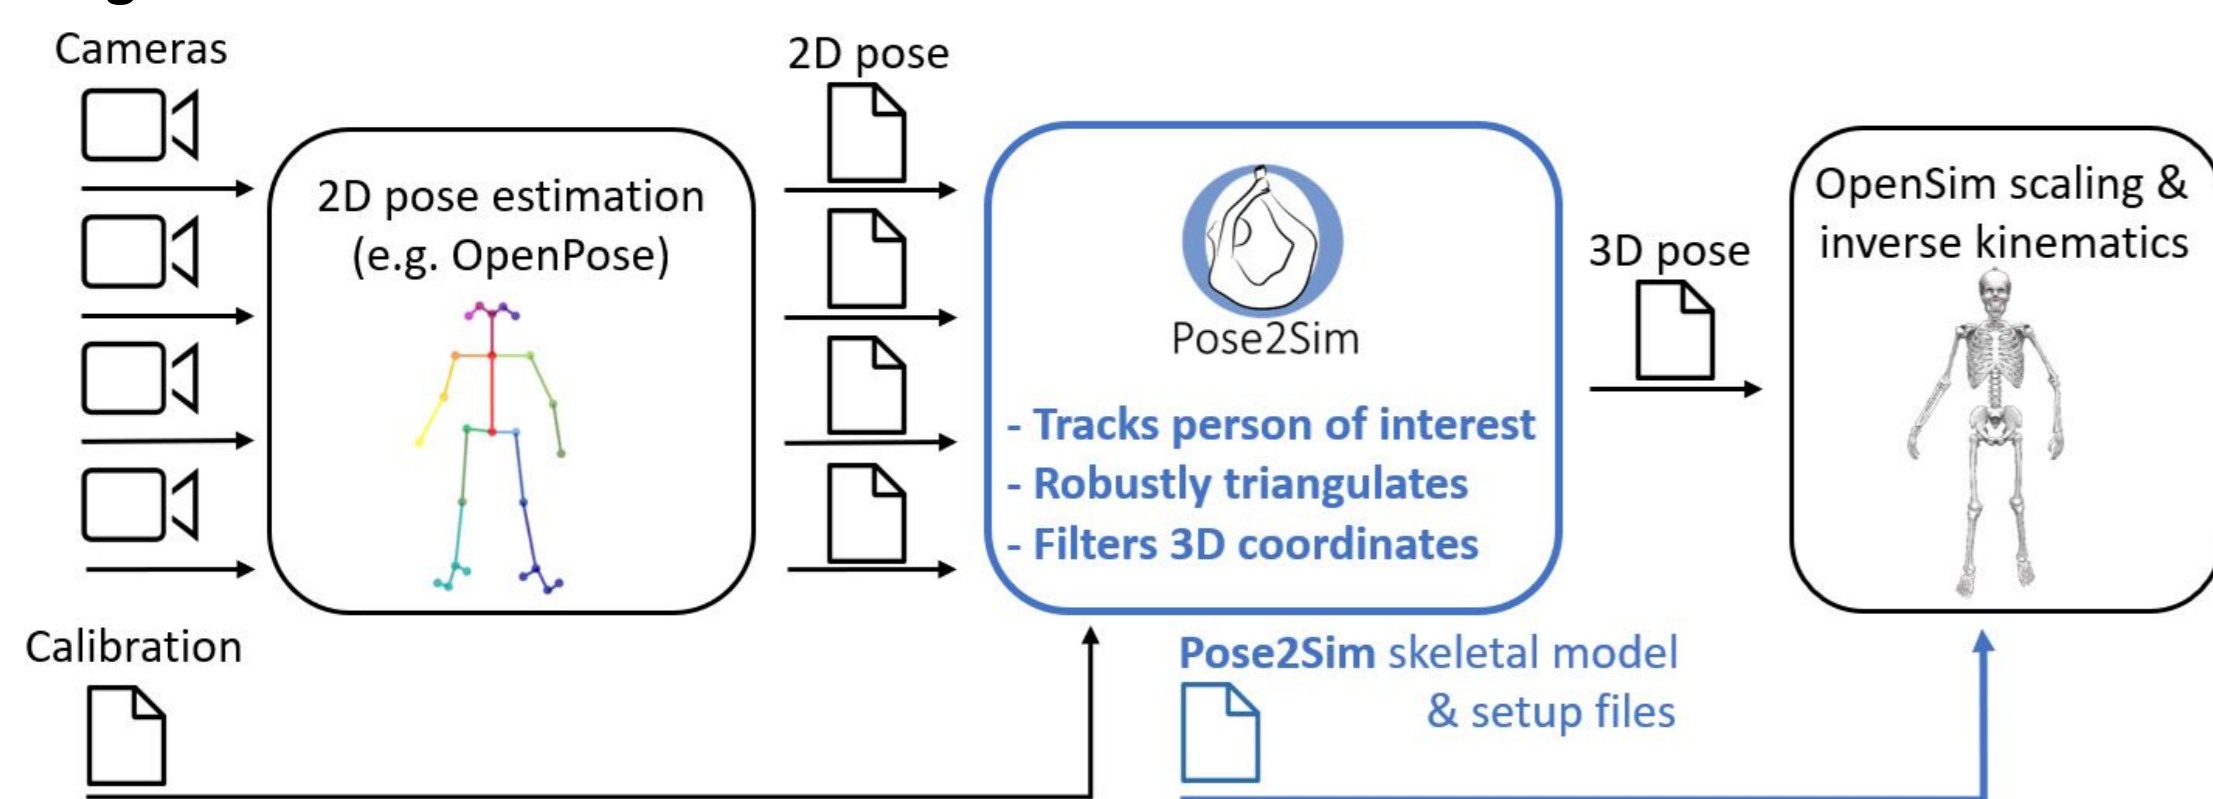 Cameras
2D pose estimation
(e.g. OpenPose)
2D pose
Pose2Sim
- Tracks person of interest
- Robustly triangulates
- Filters 3D coordinates
3D pose
OpenSim scaling &
inverse kinematics
Calibration
Pose2Sim skeletal model
& setup files